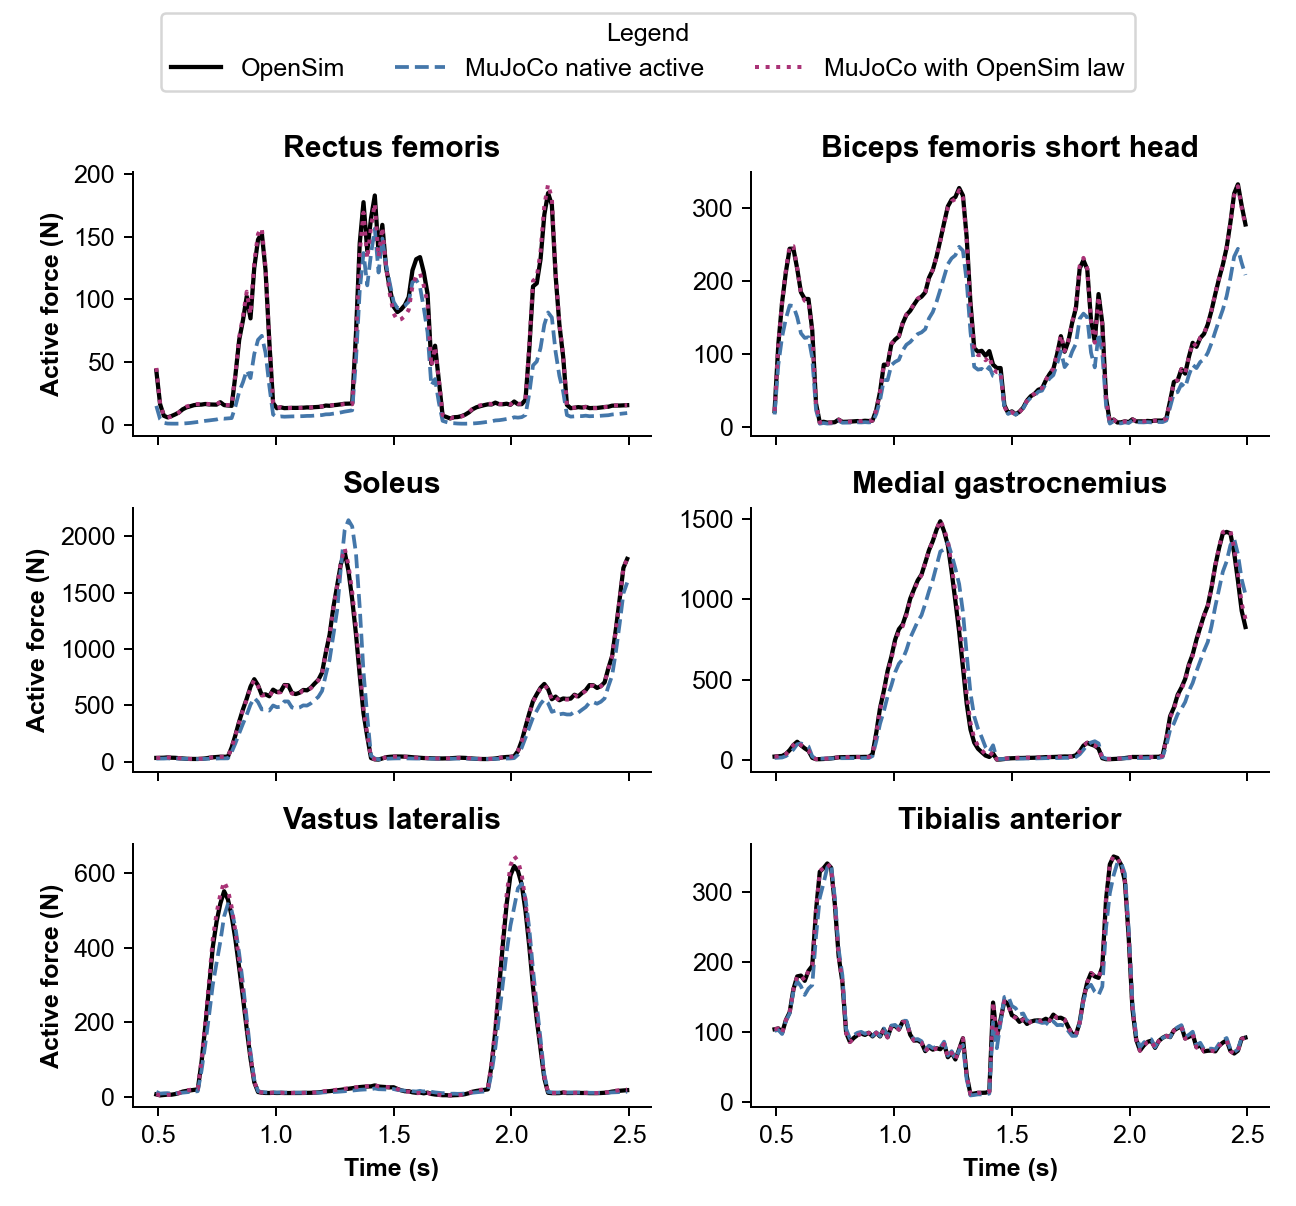 Legend
OpenSim
MuJoCo native active
MuJoCo with OpenSim law
Rectus femoris
Active force (N)
200
150
100
50
0
Biceps femoris short head
300
200
100
0
Soleus
Active force (N)
2000
1500
1000
500
0
Medial gastrocnemius
1500
1000
500
0
Vastus lateralis
Active force (N)
600
400
200
0
0.5 1.0 1.5 2.0 2.5
Time (s)
Tibialis anterior
300
200
100
0
0.5 1.0 1.5 2.0 2.5
Time (s)